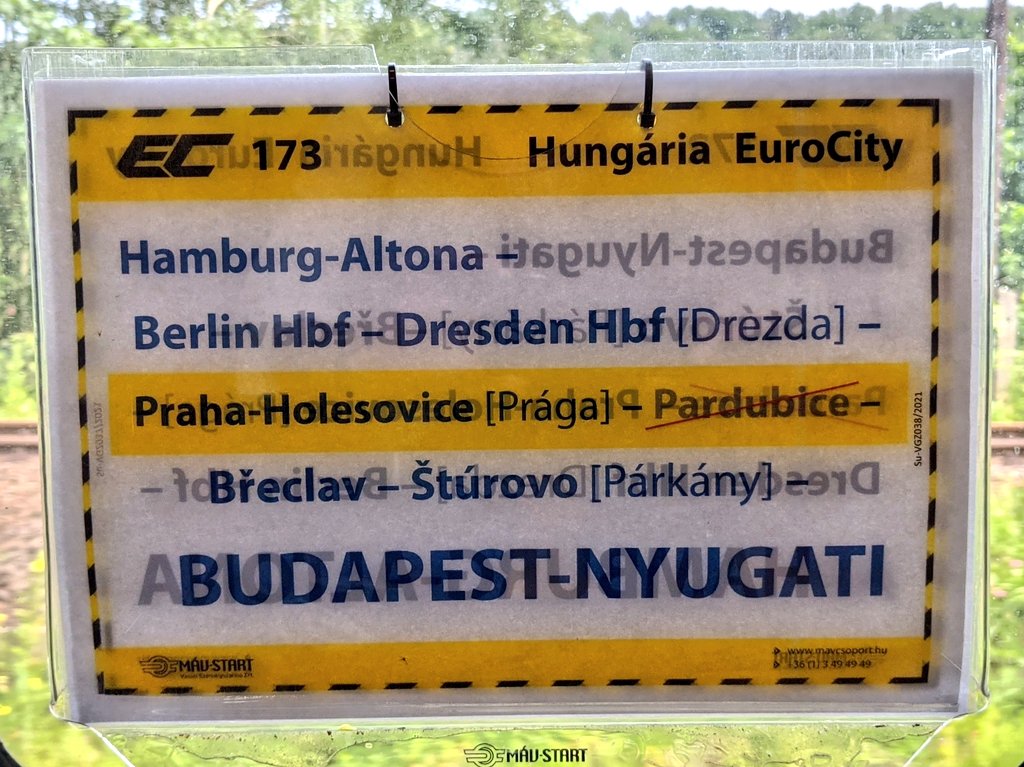 EC 173 Hungária EuroCity
Hamburg-Altona –
Berlin Hbf – Dresden Hbf [Drezda] –
Praha-Holesovice [Prága] – Pardubice –
Břeclav – Štúrovo [Párkány] –
BUDAPEST-NYUGATI
Su-VGZ038/2021
MÁV-START
www.mavcsoport.hu
+36 (1) 3 49 49 49
MÁV-START